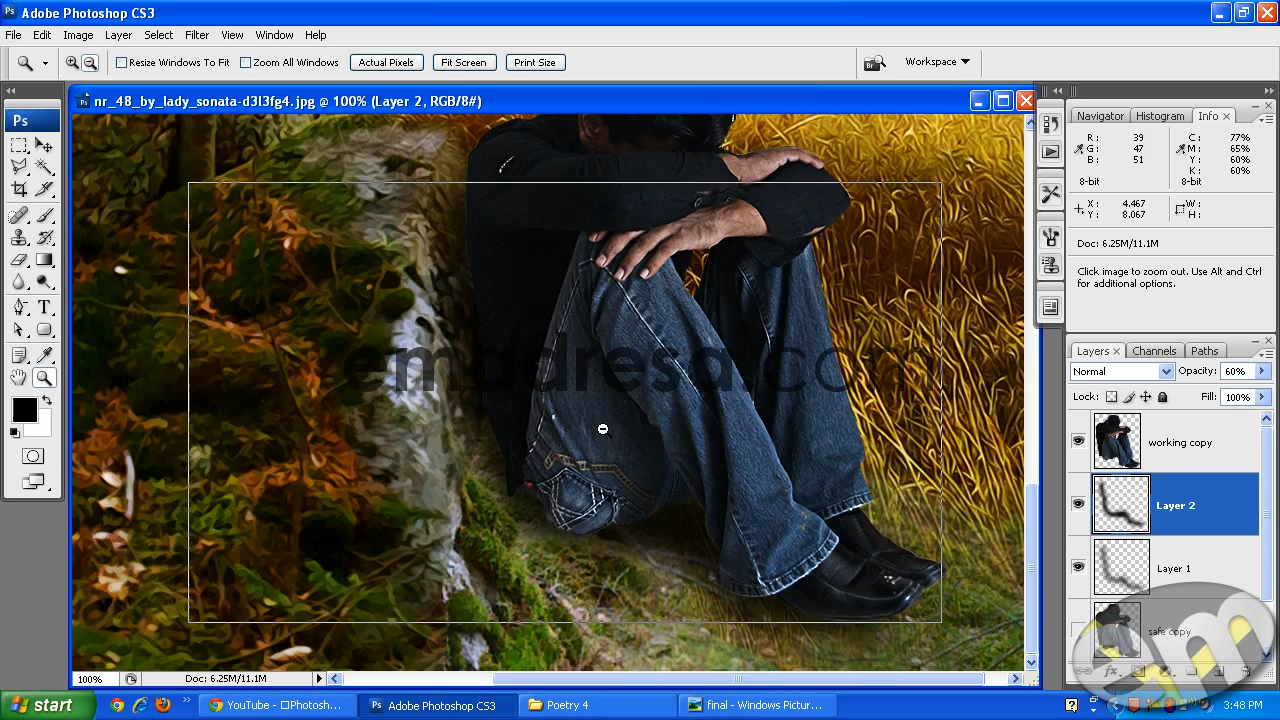 Adobe Photoshop CS3
File Edit Image Layer Select Filter View Window Help
Resize Windows To Fit Zoom All Windows Actual Pixels Fit Screen Print Size Workspace
nr_48_by_lady_sonata-d3l3fg4.jpg @ 100% (Layer 2, RGB/8#)
Ps
Navigator Histogram Info
R: 39 C: 77%
G: 47 M: 65%
B: 51 Y: 60%
K: 60%
8-bit 8-bit
X: 4.467 W:
Y: 8.067 H:
Doc: 6.25M/11.1M
Click image to zoom out. Use Alt and Ctrl
for additional options.
Layers Channels Paths
Normal Opacity: 60%
Lock: Fill: 100%
working copy
Layer 2
Layer 1
safe copy
emadresa.com
100% Doc: 6.25M/11.1M
start YouTube - Photosh... Adobe Photoshop CS3 Poetry 4 final - Windows Pictur... 3:48 PM